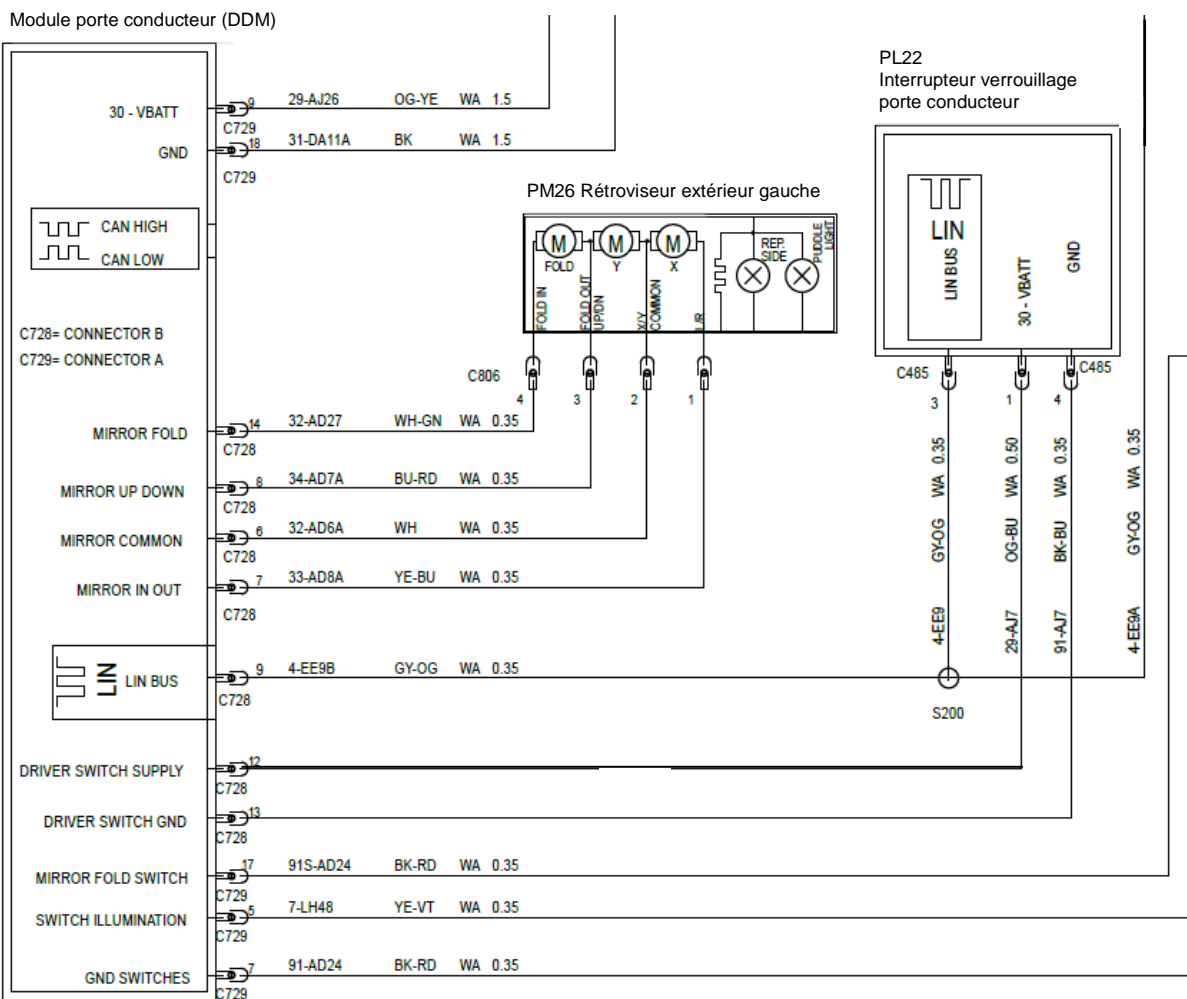 Module porte conducteur (DDM)
30 - VBATT
9
29-AJ26 OG-YE WA 1.5
C729
GND
18
31-DA11A BK WA 1.5
C729
CAN HIGH
CAN LOW
C728= CONNECTOR B
C729= CONNECTOR A
PM26 Rétroviseur extérieur gauche
M M M
FOLD Y X
REP.
SIDE
PUDDLE
LIGHT
FOLD IN
FOLD OUT
UP/DN
X/Y
COMMON
L/R
C806
4 3 2 1
PL22
Interrupteur verrouillage
porte conducteur
LIN
LIN BUS
30 - VBATT
GND
C485 C485
3 1 4
4-EE9 GY-OG WA 0.35
29-AJ7 OG-BU WA 0.50
91-AJ7 BK-BU WA 0.35
4-EE9A GY-OG WA 0.35
S200
MIRROR FOLD
14
32-AD27 WH-GN WA 0.35
C728
MIRROR UP DOWN
8
34-AD7A BU-RD WA 0.35
C728
MIRROR COMMON
6
32-AD6A WH WA 0.35
C728
MIRROR IN OUT
7
33-AD8A YE-BU WA 0.35
C728
LIN
LIN BUS
9
4-EE9B GY-OG WA 0.35
C728
DRIVER SWITCH SUPPLY
12
C728
DRIVER SWITCH GND
13
C728
MIRROR FOLD SWITCH
17
91S-AD24 BK-RD WA 0.35
C729
SWITCH ILLUMINATION
5
7-LH48 YE-VT WA 0.35
C729
GND SWITCHES
7
91-AD24 BK-RD WA 0.35
C729